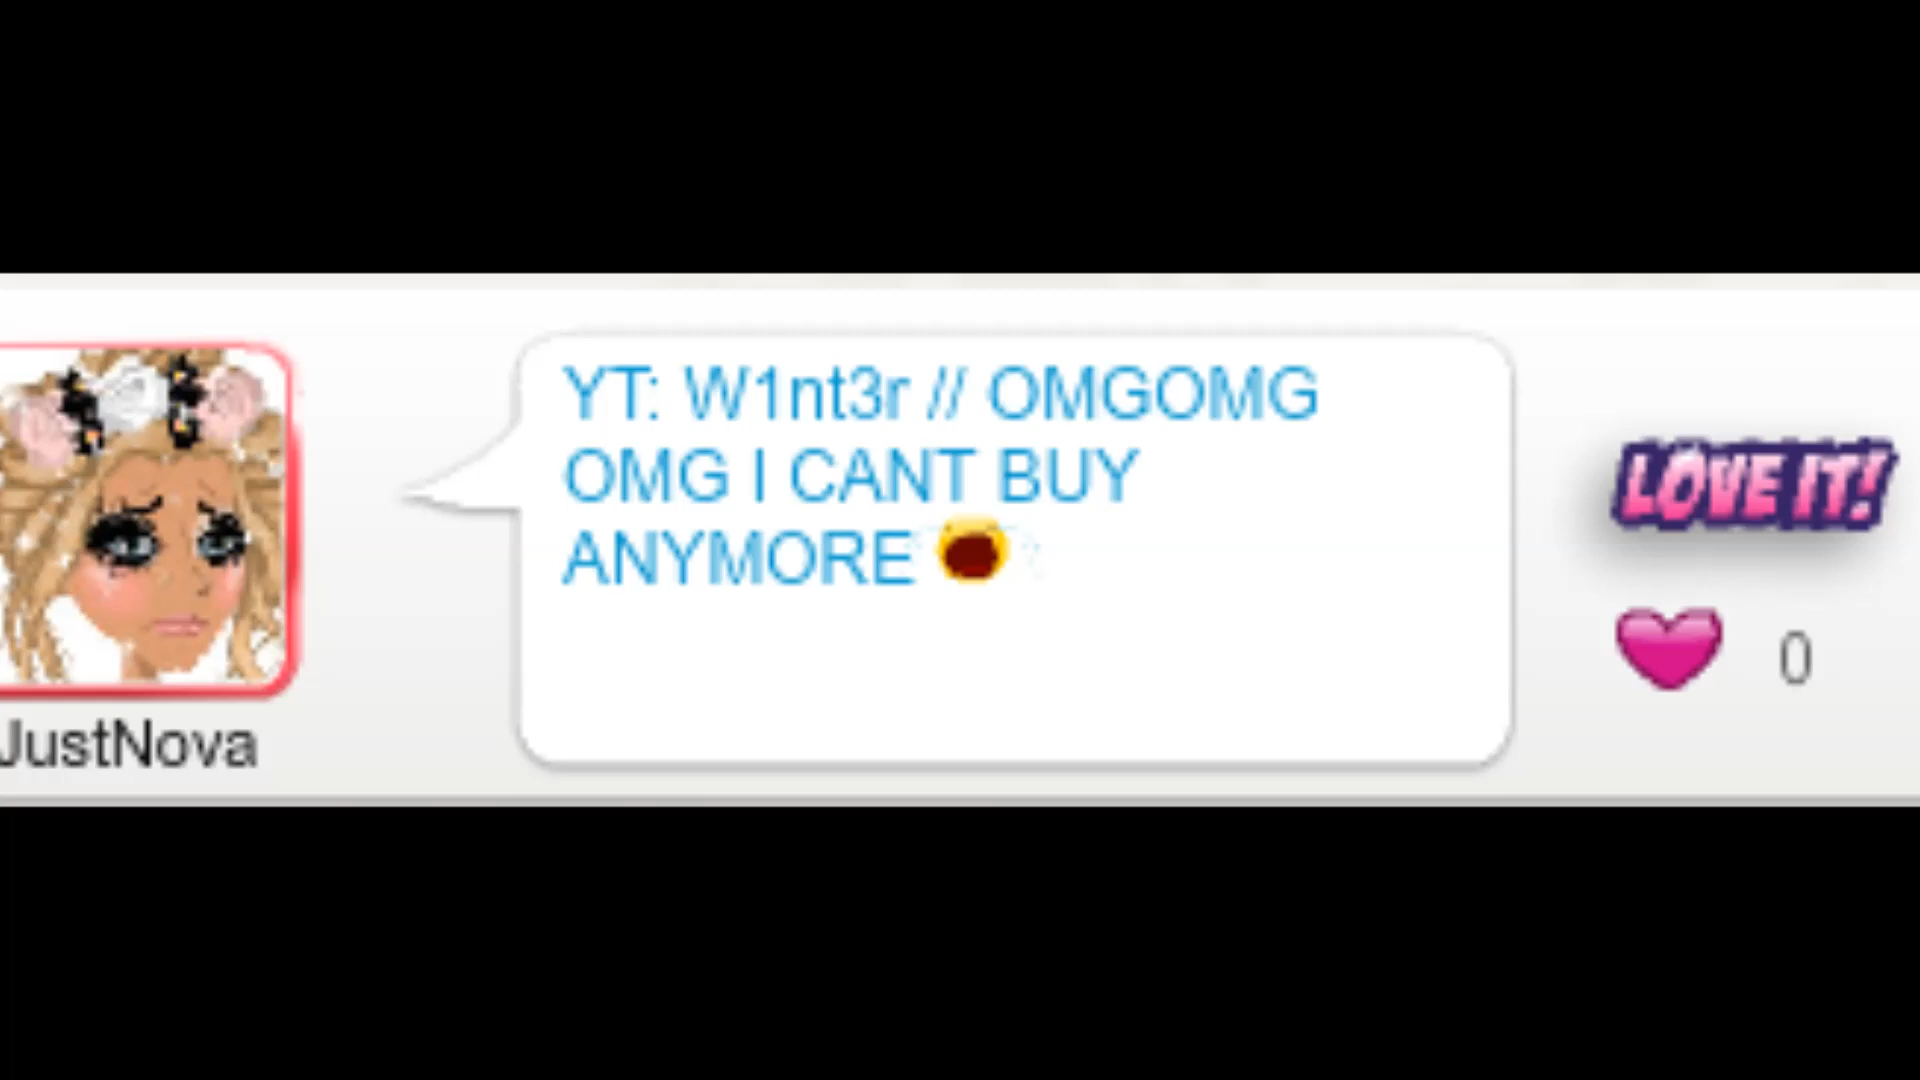 YT: W1nt3r // OMGOMG
OMG I CANT BUY
ANYMORE
LOVE IT!
0
JustNova